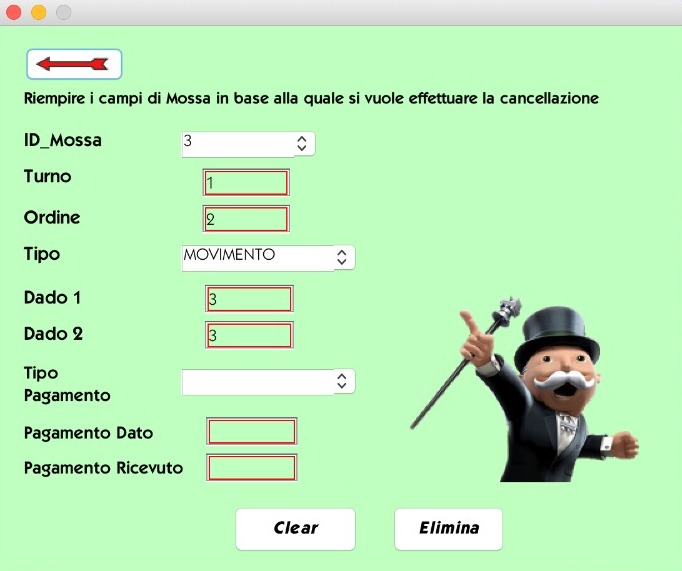 Riempire i campi di Mossa in base alla quale si vuole effettuare la cancellazione
ID_Mossa 3
Turno 1
Ordine 2
Tipo MOVIMENTO
Dado 1 3
Dado 2 3
Tipo
Pagamento
Pagamento Dato
Pagamento Ricevuto
Clear Elimina